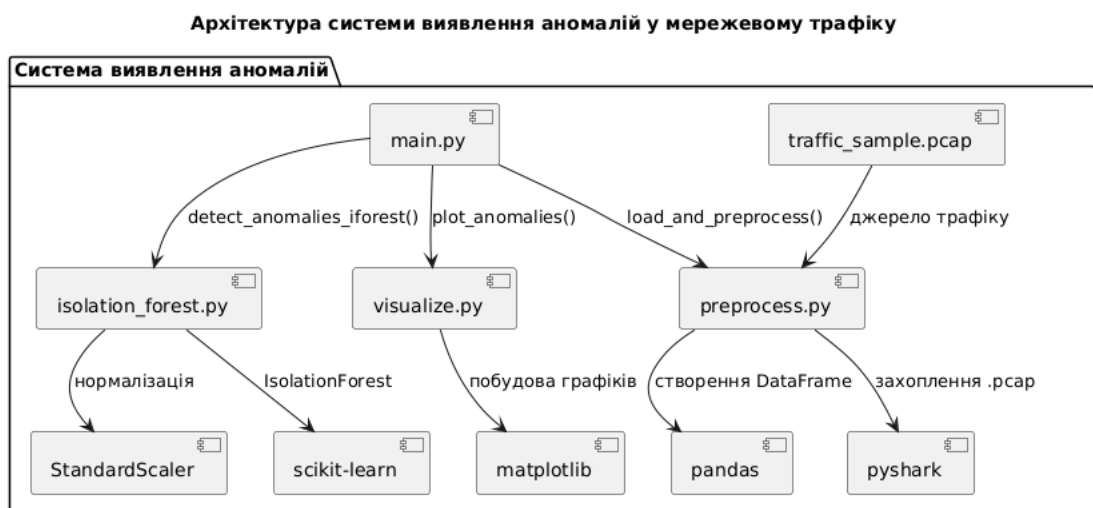 Архітектура системи виявлення аномалій у мережевому трафіку
Система виявлення аномалій
main.py
traffic_sample.pcap
detect_anomalies_iforest()
plot_anomalies()
load_and_preprocess()
джерело трафіку
isolation_forest.py
visualize.py
preprocess.py
нормалізація
IsolationForest
побудова графіків
створення DataFrame
захоплення .pcap
StandardScaler
scikit-learn
matplotlib
pandas
pyshark